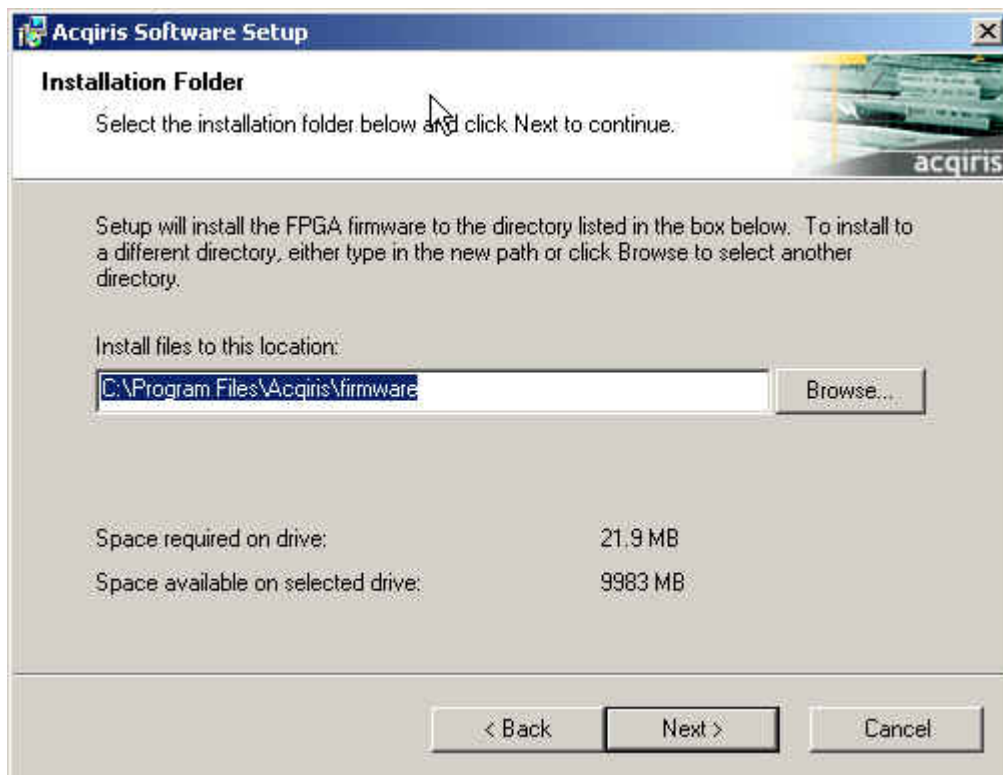 Acqiris Software Setup
Installation Folder
Select the installation folder below and click Next to continue.
acqiris
Setup will install the FPGA firmware to the directory listed in the box below. To install to
a different directory, either type in the new path or click Browse to select another
directory.
Install files to this location:
C:\Program Files\Acqiris\firmware
Browse...
Space required on drive: 21.9 MB
Space available on selected drive: 9983 MB
< Back Next > Cancel